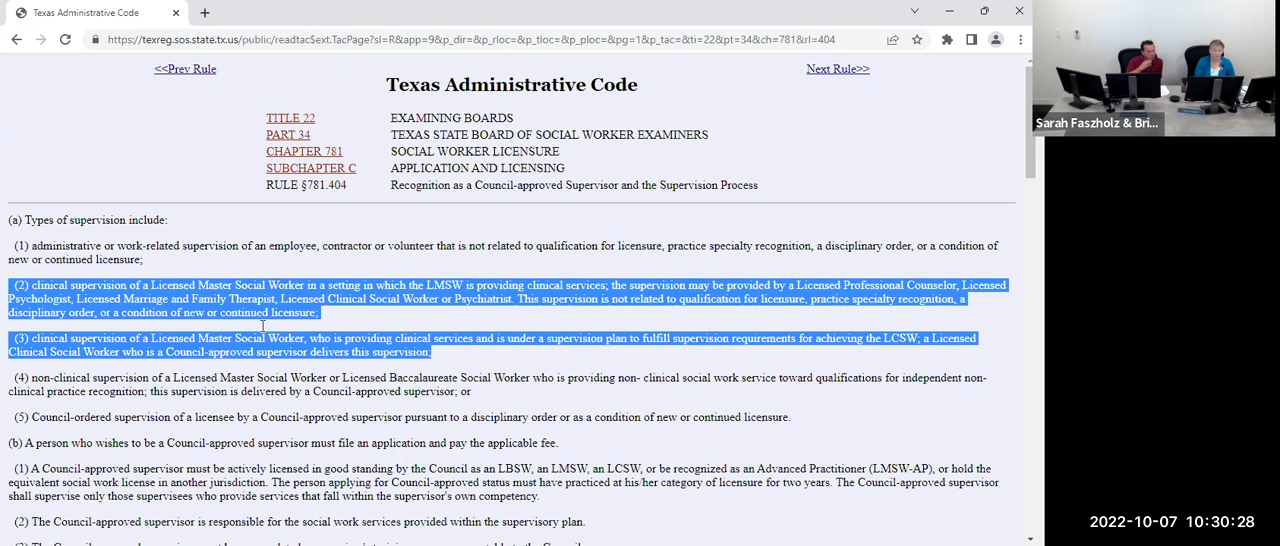 Texas Administrative Code
https://texreg.sos.state.tx.us/public/readtac$ext.TacPage?sl=R&app=9&p_dir=&p_rloc=&p_tloc=&p_ploc=&pg=1&p_tac=&ti=22&pt=34&ch=781&rl=404
<<Prev Rule
Next Rule>>
Texas Administrative Code
TITLE 22 EXAMINING BOARDS
PART 34 TEXAS STATE BOARD OF SOCIAL WORKER EXAMINERS
CHAPTER 781 SOCIAL WORKER LICENSURE
SUBCHAPTER C APPLICATION AND LICENSING
RULE §781.404 Recognition as a Council-approved Supervisor and the Supervision Process
(a) Types of supervision include:
(1) administrative or work-related supervision of an employee, contractor or volunteer that is not related to qualification for licensure, practice specialty recognition, a disciplinary order, or a condition of
new or continued licensure;
(2) clinical supervision of a Licensed Master Social Worker in a setting in which the LMSW is providing clinical services; the supervision may be provided by a Licensed Professional Counselor, Licensed
Psychologist, Licensed Marriage and Family Therapist, Licensed Clinical Social Worker or Psychiatrist. This supervision is not related to qualification for licensure, practice specialty recognition, a
disciplinary order, or a condition of new or continued licensure;
(3) clinical supervision of a Licensed Master Social Worker, who is providing clinical services and is under a supervision plan to fulfill supervision requirements for achieving the LCSW; a Licensed
Clinical Social Worker who is a Council-approved supervisor delivers this supervision;
(4) non-clinical supervision of a Licensed Master Social Worker or Licensed Baccalaureate Social Worker who is providing non- clinical social work service toward qualifications for independent non-
clinical practice recognition; this supervision is delivered by a Council-approved supervisor; or
(5) Council-ordered supervision of a licensee by a Council-approved supervisor pursuant to a disciplinary order or as a condition of new or continued licensure.
(b) A person who wishes to be a Council-approved supervisor must file an application and pay the applicable fee.
(1) A Council-approved supervisor must be actively licensed in good standing by the Council as an LBSW, an LMSW, an LCSW, or be recognized as an Advanced Practitioner (LMSW-AP), or hold the
equivalent social work license in another jurisdiction. The person applying for Council-approved status must have practiced at his/her category of licensure for two years. The Council-approved supervisor
shall supervise only those supervisees who provide services that fall within the supervisor's own competency.
(2) The Council-approved supervisor is responsible for the social work services provided within the supervisory plan.
Sarah Faszholz & Bri...
2022-10-07 10:30:28